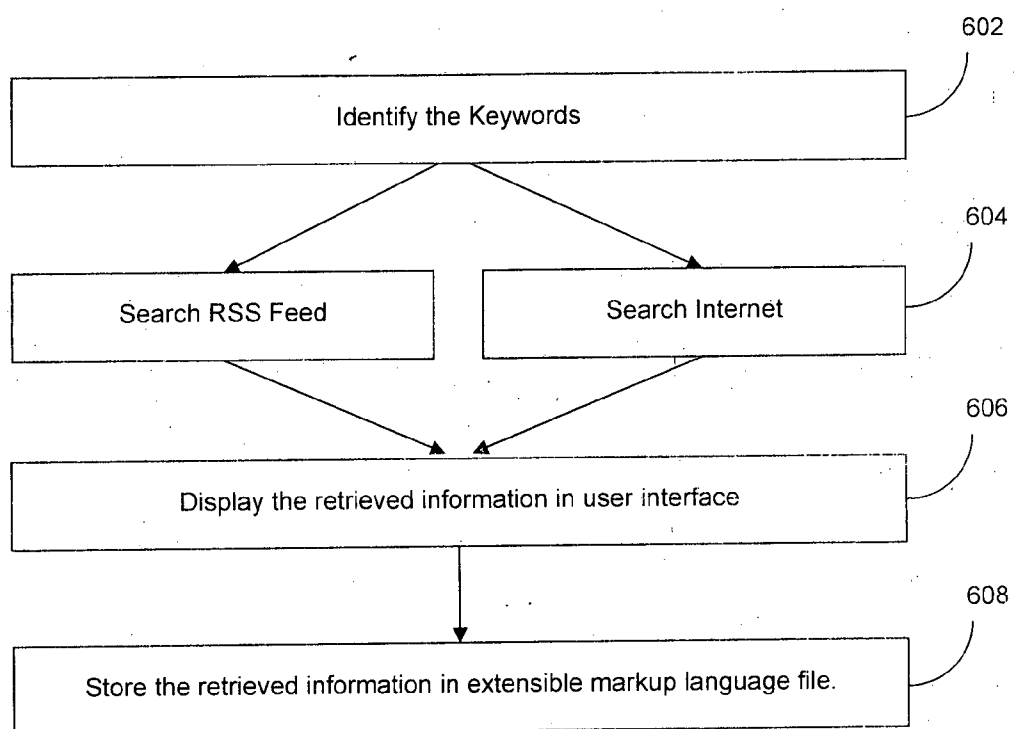 602
Identify the Keywords
604
Search RSS Feed
Search Internet
606
Display the retrieved information in user interface
608
Store the retrieved information in extensible markup language file.